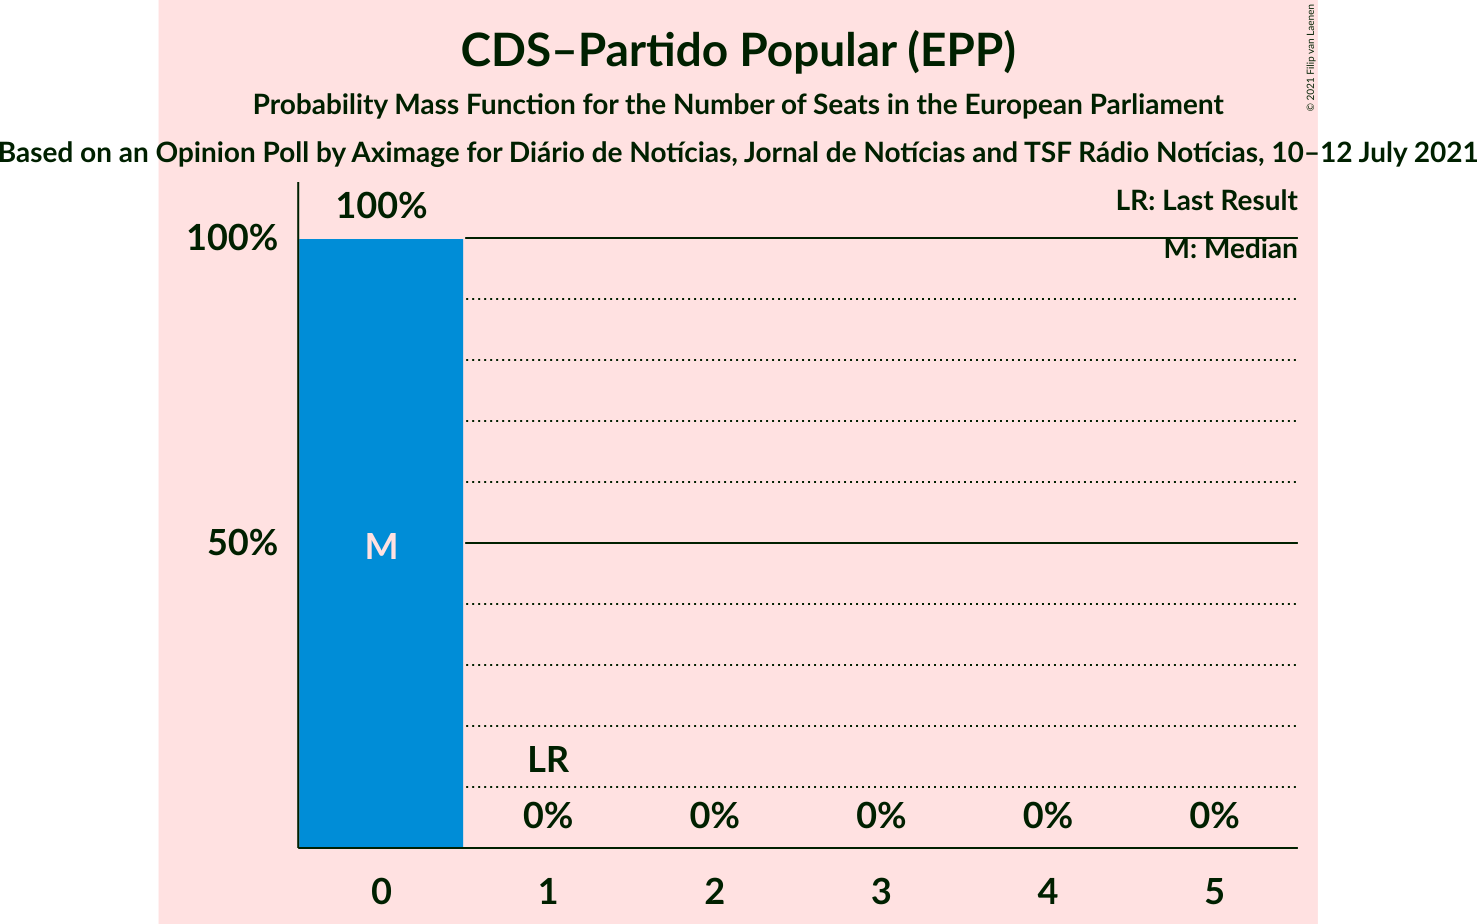 CDS–Partido Popular (EPP)
Probability Mass Function for the Number of Seats in the European Parliament
Based on an Opinion Poll by Aximage for Diário de Notícias, Jornal de Notícias and TSF Rádio Notícias, 10–12 July 2021
© 2021 Filip van Laenen
LR: Last Result
M: Median
100%
100%
50%
M
LR
0%
0%
0%
0%
0%
0
1
2
3
4
5